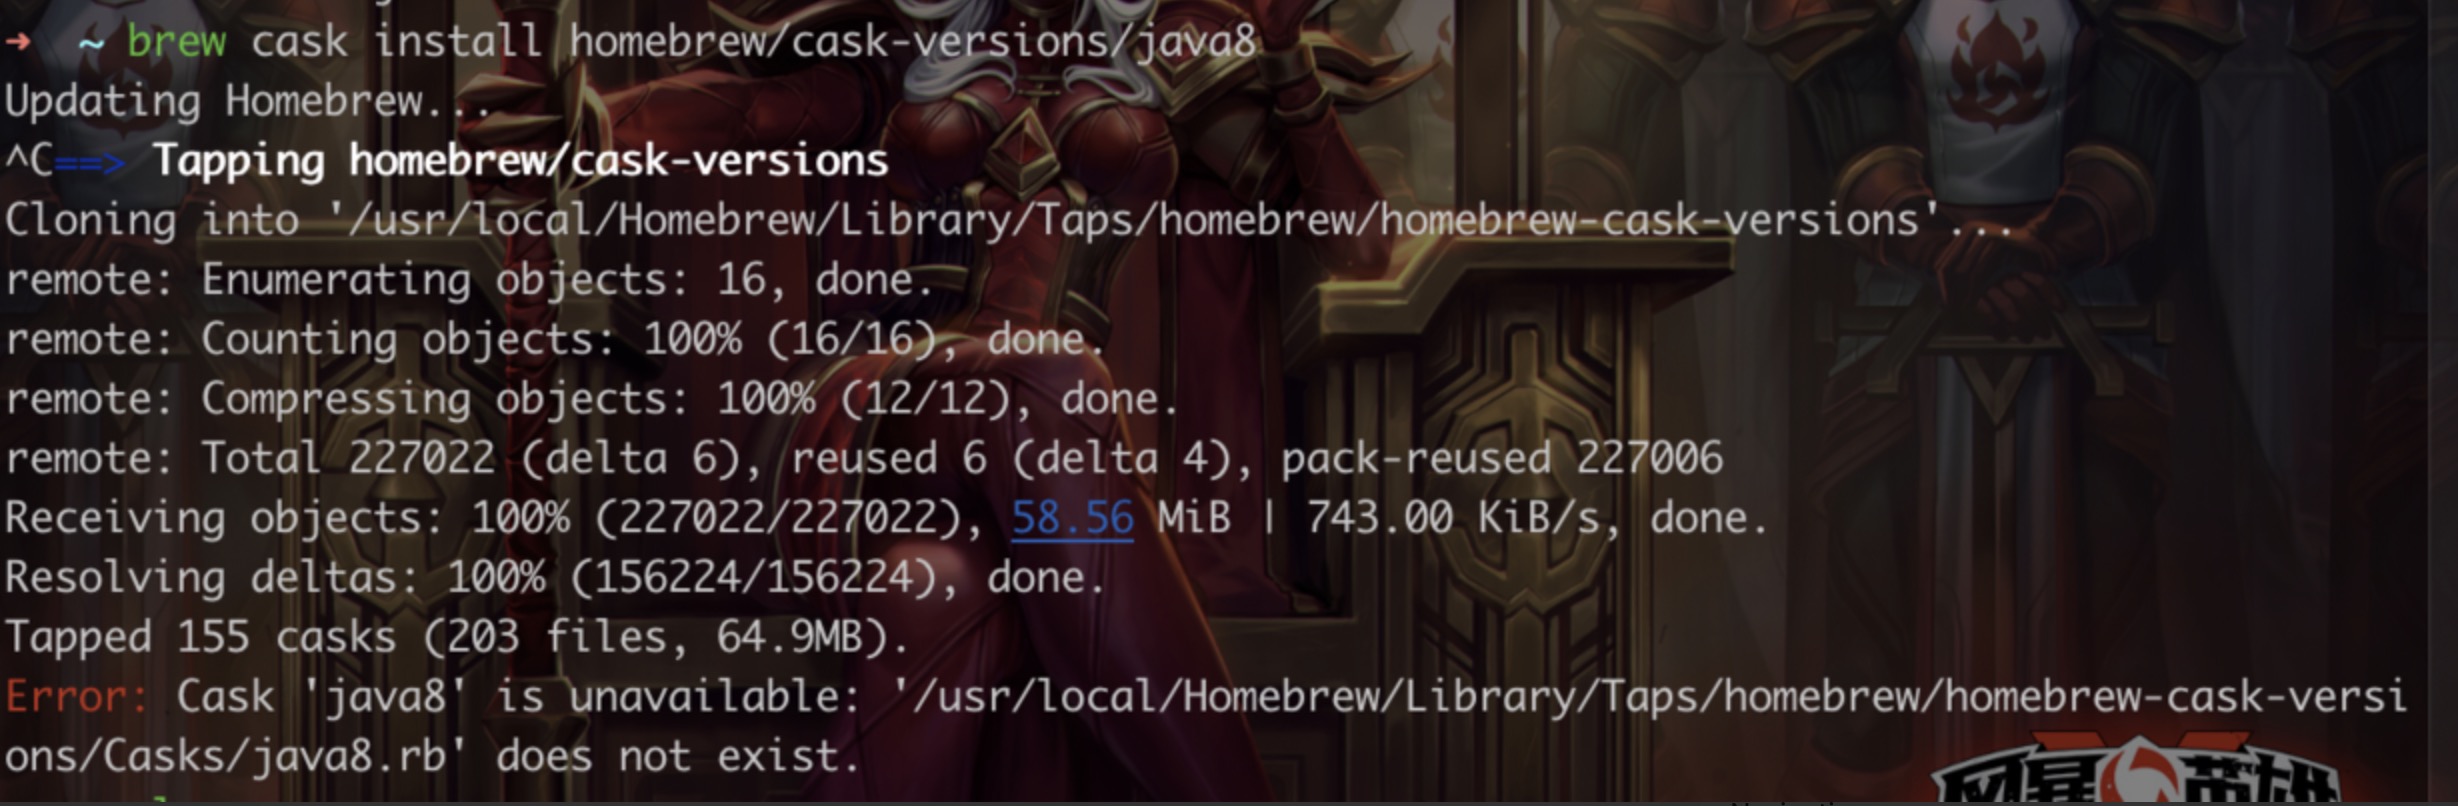 ➜  ~ brew cask install homebrew/cask-versions/java8
Updating Homebrew...
^C==> Tapping homebrew/cask-versions
Cloning into '/usr/local/Homebrew/Library/Taps/homebrew/homebrew-cask-versions'...
remote: Enumerating objects: 16, done.
remote: Counting objects: 100% (16/16), done.
remote: Compressing objects: 100% (12/12), done.
remote: Total 227022 (delta 6), reused 6 (delta 4), pack-reused 227006
Receiving objects: 100% (227022/227022), 58.56 MiB | 743.00 KiB/s, done.
Resolving deltas: 100% (156224/156224), done.
Tapped 155 casks (203 files, 64.9MB).
Error: Cask 'java8' is unavailable: '/usr/local/Homebrew/Library/Taps/homebrew/homebrew-cask-versi
ons/Casks/java8.rb' does not exist.
风暴英雄